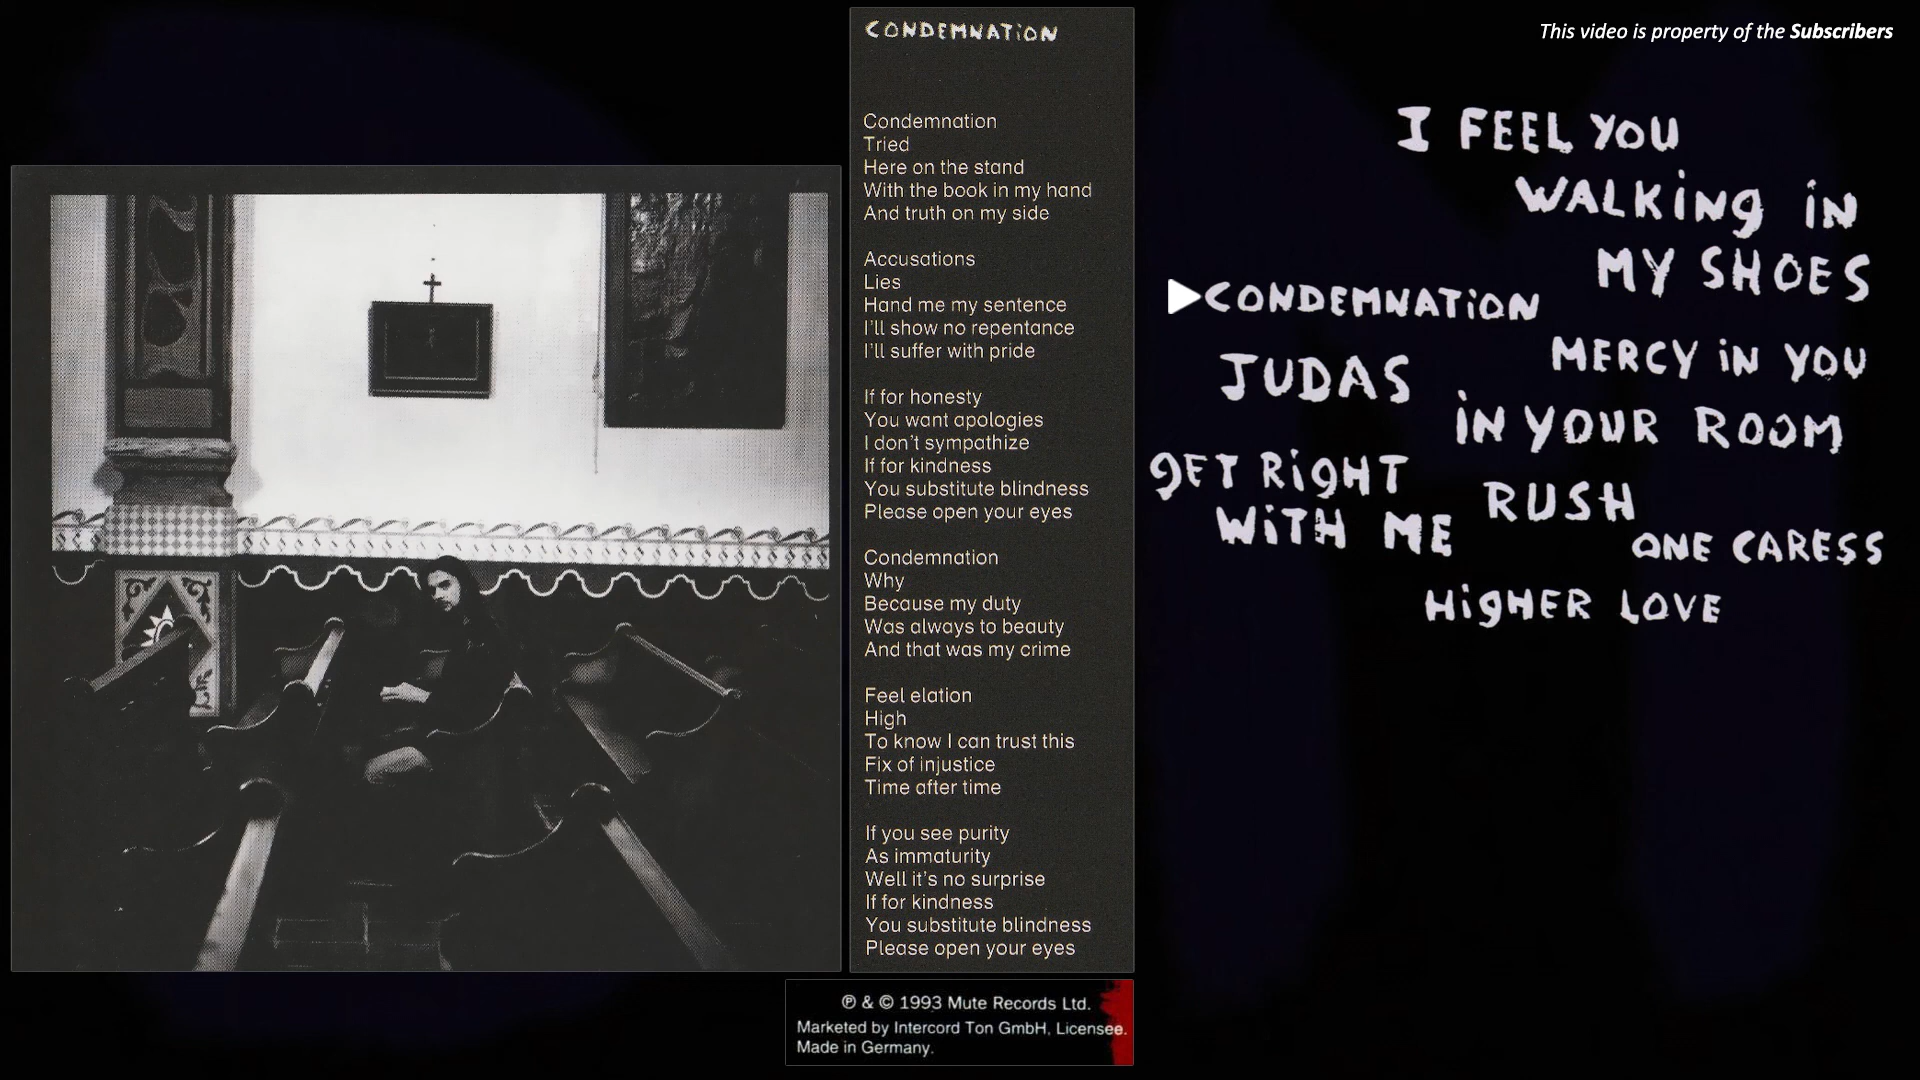 CONDEMNATiON
Condemnation
Tried
Here on the stand
With the book in my hand
And truth on my side
Accusations
Lies
Hand me my sentence
I'll show no repentance
I'll suffer with pride
If for honesty
You want apologies
I don't sympathize
If for kindness
You substitute blindness
Please open your eyes
Condemnation
Why
Because my duty
Was always to beauty
And that was my crime
Feel elation
High
To know I can trust this
Fix of injustice
Time after time
If you see purity
As immaturity
Well it's no surprise
If for kindness
You substitute blindness
Please open your eyes
℗ & © 1993 Mute Records Ltd.
Marketed by Intercord Ton GmbH, Licensee.
Made in Germany.
This video is property of the Subscribers
I FEEL YOU
WALKiNg iN
MY SHOES
CONDEMNATiON
MERCY iN YOU
JUDAS
iN YOUR ROOM
gET RigHT
WiTH ME
RUSH
ONE CARESS
HigHER LOVE